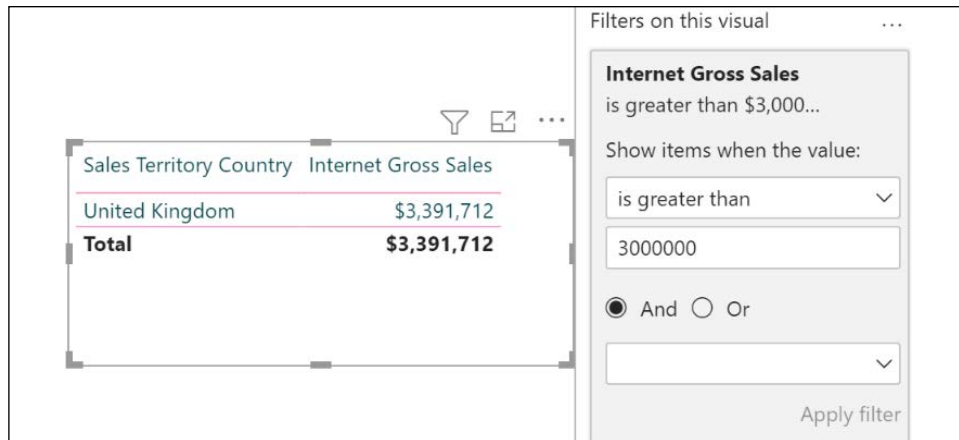 Filters on this visual
Internet Gross Sales
is greater than $3,000...
Show items when the value:
is greater than
3000000
And Or
Apply filter
Sales Territory Country Internet Gross Sales
United Kingdom $3,391,712
Total $3,391,712